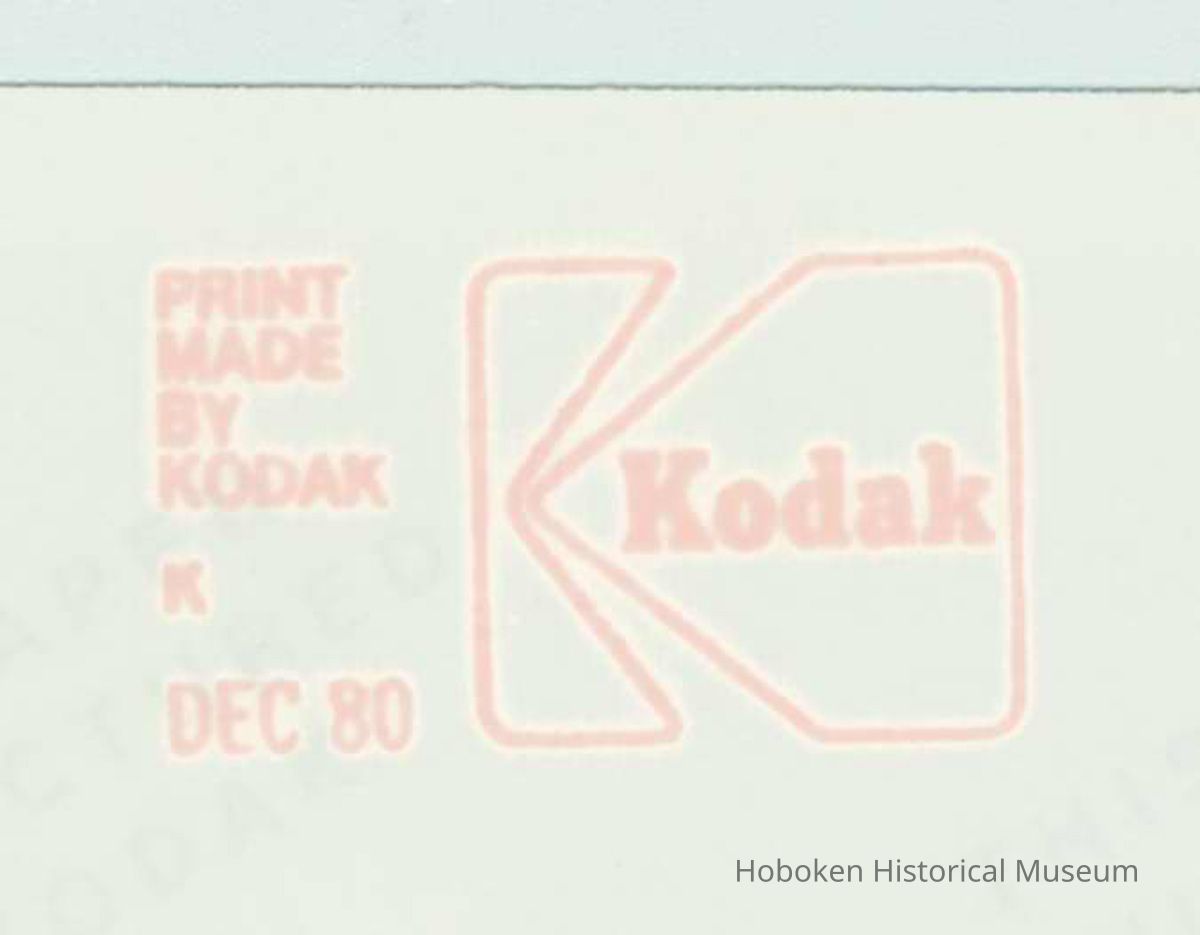 PRINT
MADE
BY
KODAK
K
DEC 80
Kodak
Hoboken Historical Museum